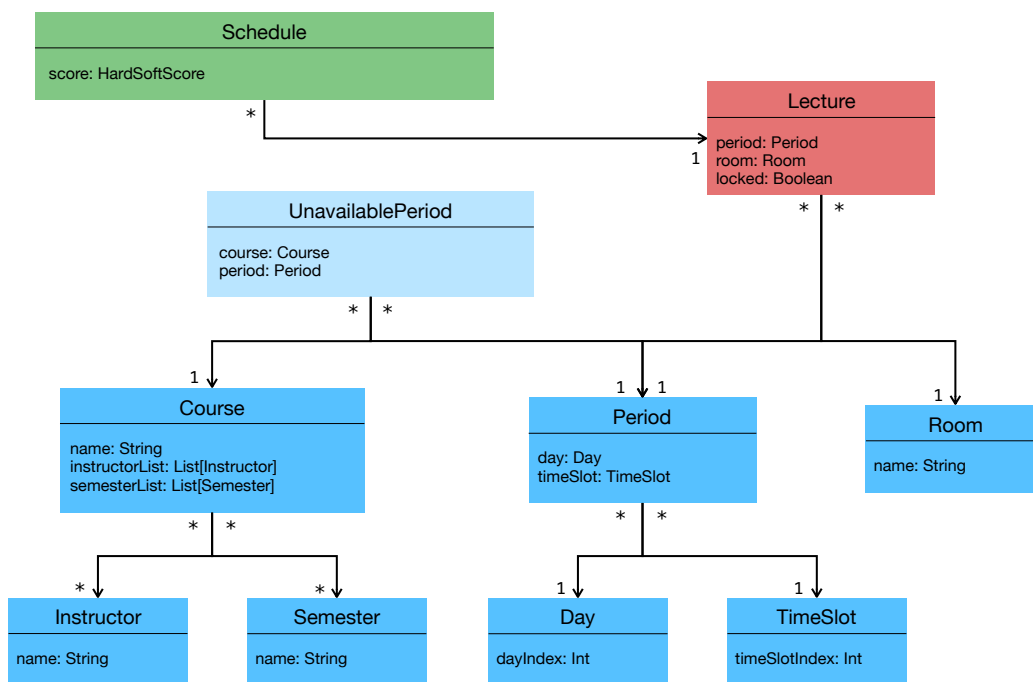 Schedule
score: HardSoftScore
*
Lecture
period: Period
room: Room
locked: Boolean
1
* *
UnavailablePeriod
course: Course
period: Period
* *
1
Course
name: String
instructorList: List[Instructor]
semesterList: List[Semester]
* *
1 1
Period
day: Day
timeSlot: TimeSlot
* *
1
Room
name: String
*
Instructor
name: String
*
Semester
name: String
1
Day
dayIndex: Int
1
TimeSlot
timeSlotIndex: Int